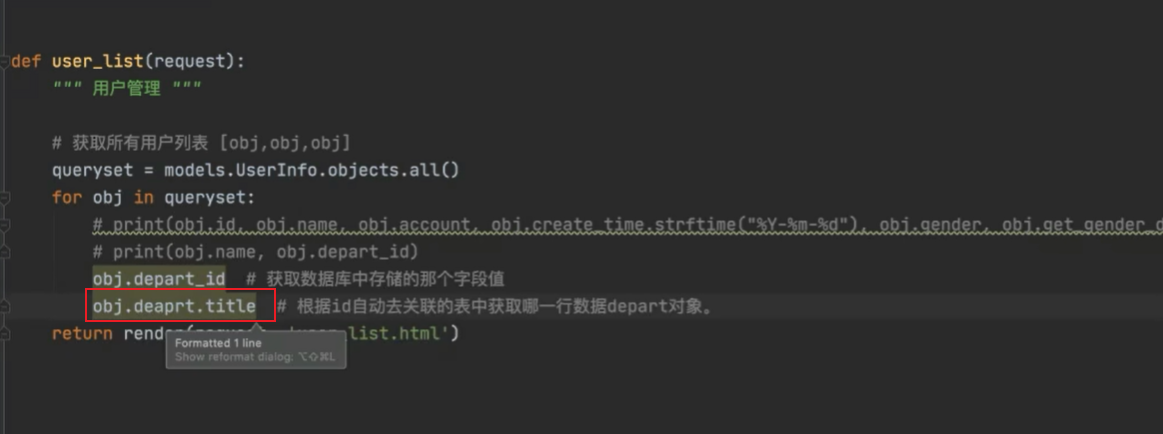 def user_list(request):
""" 用户管理 """
# 获取所有用户列表 [obj,obj,obj]
queryset = models.UserInfo.objects.all()
for obj in queryset:
# print(obj.id, obj.name, obj.account, obj.create_time.strftime("%Y-%m-%d"), obj.gender, obj.get_gender_d
# print(obj.name, obj.depart_id)
obj.depart_id # 获取数据库中存储的那个字段值
obj.deaprt.title # 根据id自动去关联的表中获取哪一行数据depart对象。
return render( list.html')
Formatted 1 line
Show reformat dialog: ⌥⇧⌘L